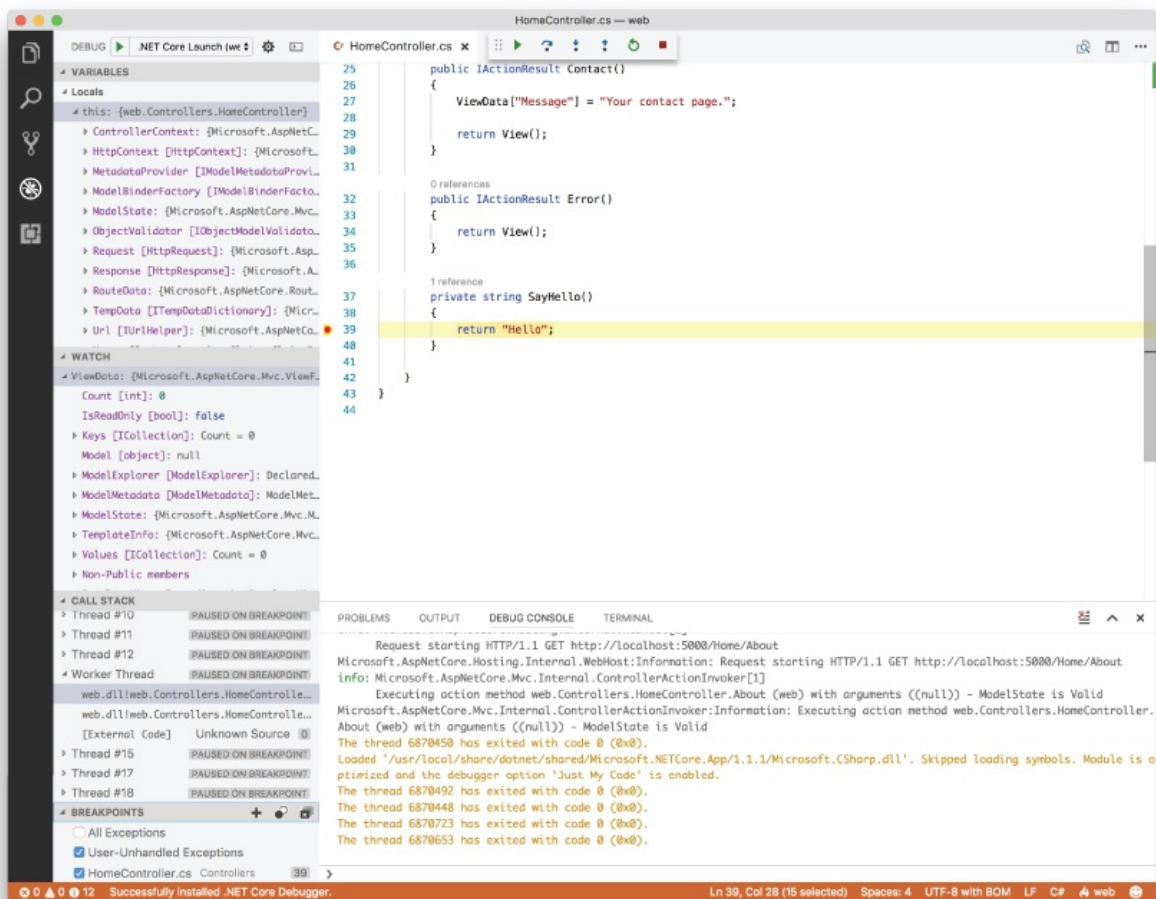 HomeController.cs — web
DEBUG .NET Core Launch (we
HomeController.cs
VARIABLES
Locals
this: {web.Controllers.HomeController}
ControllerContext: {Microsoft.AspNetC…
HttpContext [HttpContext]: {Microsoft…
MetadataProvider [IModelMetadataProvi…
ModelBinderFactory [IModelBinderFacto…
ModelState: {Microsoft.AspNetCore.Mvc…
ObjectValidator [IObjectModelValidato…
Request [HttpRequest]: {Microsoft.Asp…
Response [HttpResponse]: {Microsoft.A…
RouteData: {Microsoft.AspNetCore.Rout…
TempData [ITempDataDictionary]: {Micr…
Url [IUrlHelper]: {Microsoft.AspNetCo…
WATCH
ViewData: {Microsoft.AspNetCore.Mvc.ViewF…
Count [int]: 0
IsReadOnly [bool]: false
Keys [ICollection]: Count = 0
Model [object]: null
ModelExplorer [ModelExplorer]: Declared…
ModelMetadata [ModelMetadata]: ModelMet…
ModelState: {Microsoft.AspNetCore.Mvc.M…
TemplateInfo: {Microsoft.AspNetCore.Mvc…
Values [ICollection]: Count = 0
Non-Public members
CALL STACK
Thread #10 PAUSED ON BREAKPOINT
Thread #11 PAUSED ON BREAKPOINT
Thread #12 PAUSED ON BREAKPOINT
Worker Thread PAUSED ON BREAKPOINT
web.dll!web.Controllers.HomeControlle…
web.dll!web.Controllers.HomeControlle…
[External Code] Unknown Source 0
Thread #15 PAUSED ON BREAKPOINT
Thread #17 PAUSED ON BREAKPOINT
Thread #18 PAUSED ON BREAKPOINT
BREAKPOINTS
All Exceptions
User-Unhandled Exceptions
HomeController.cs Controllers 39
25 public IActionResult Contact()
26 {
27 ViewData["Message"] = "Your contact page.";
28
29 return View();
30 }
31
0 references
32 public IActionResult Error()
33 {
34 return View();
35 }
36
1 reference
37 private string SayHello()
38 {
39 return "Hello";
40 }
41
42 }
43 }
44
PROBLEMS OUTPUT DEBUG CONSOLE TERMINAL
Request starting HTTP/1.1 GET http://localhost:5000/Home/About
Microsoft.AspNetCore.Hosting.Internal.WebHost:Information: Request starting HTTP/1.1 GET http://localhost:5000/Home/About
info: Microsoft.AspNetCore.Mvc.Internal.ControllerActionInvoker[1]
Executing action method web.Controllers.HomeController.About (web) with arguments ((null)) - ModelState is Valid
Microsoft.AspNetCore.Mvc.Internal.ControllerActionInvoker:Information: Executing action method web.Controllers.HomeController.
About (web) with arguments ((null)) - ModelState is Valid
The thread 6870450 has exited with code 0 (0x0).
Loaded '/usr/local/share/dotnet/shared/Microsoft.NETCore.App/1.1.1/Microsoft.CSharp.dll'. Skipped loading symbols. Module is o
ptimized and the debugger option 'Just My Code' is enabled.
The thread 6870492 has exited with code 0 (0x0).
The thread 6870448 has exited with code 0 (0x0).
The thread 6870723 has exited with code 0 (0x0).
The thread 6870653 has exited with code 0 (0x0).
0 0 12 Successfully installed .NET Core Debugger.
Ln 39, Col 28 (15 selected) Spaces: 4 UTF-8 with BOM LF C# web